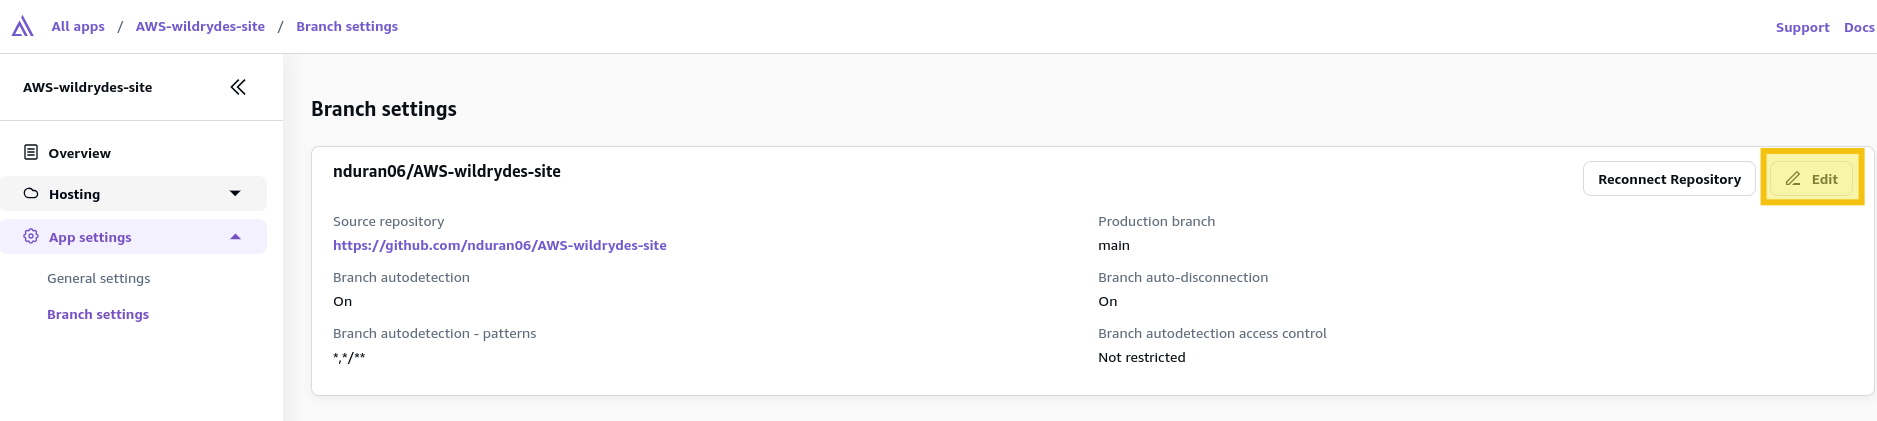 All apps / AWS-wildrydes-site / Branch settings
Support Docs
AWS-wildrydes-site
Overview
Hosting
App settings
General settings
Branch settings
Branch settings
nduran06/AWS-wildrydes-site
Reconnect Repository
Edit
Source repository
https://github.com/nduran06/AWS-wildrydes-site
Production branch
main
Branch autodetection
On
Branch auto-disconnection
On
Branch autodetection - patterns
*,*/**
Branch autodetection access control
Not restricted